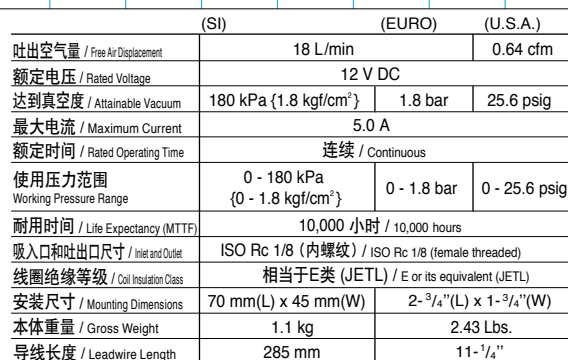 (SI) (EURO) (U.S.A.)
吐出空气量 / Free Air Displacement 18 L/min 0.64 cfm
额定电压 / Rated Voltage 12 V DC
达到真空度 / Attainable Vacuum 180 kPa {1.8 kgf/cm²} 1.8 bar 25.6 psig
最大电流 / Maximum Current 5.0 A
额定时间 / Rated Operating Time 连续 / Continuous
使用压力范围 Working Pressure Range 0 - 180 kPa {0 - 1.8 kgf/cm²} 0 - 1.8 bar 0 - 25.6 psig
耐用时间 / Life Expectancy (MTTF) 10,000 小时 / 10,000 hours
吸入口和吐出口尺寸 / Inlet and Outlet ISO Rc 1/8 (内螺纹) / ISO Rc 1/8 (female threaded)
线圈绝缘等级 / Coil Insulation Class 相当于E类 (JETL) / E or its equivalent (JETL)
安装尺寸 / Mounting Dimensions 70 mm(L) x 45 mm(W) 2- 3/4”(L) x 1- 3/4”(W)
本体重量 / Gross Weight 1.1 kg 2.43 Lbs.
导线长度 / Leadwire Length 285 mm 11- 1/4”